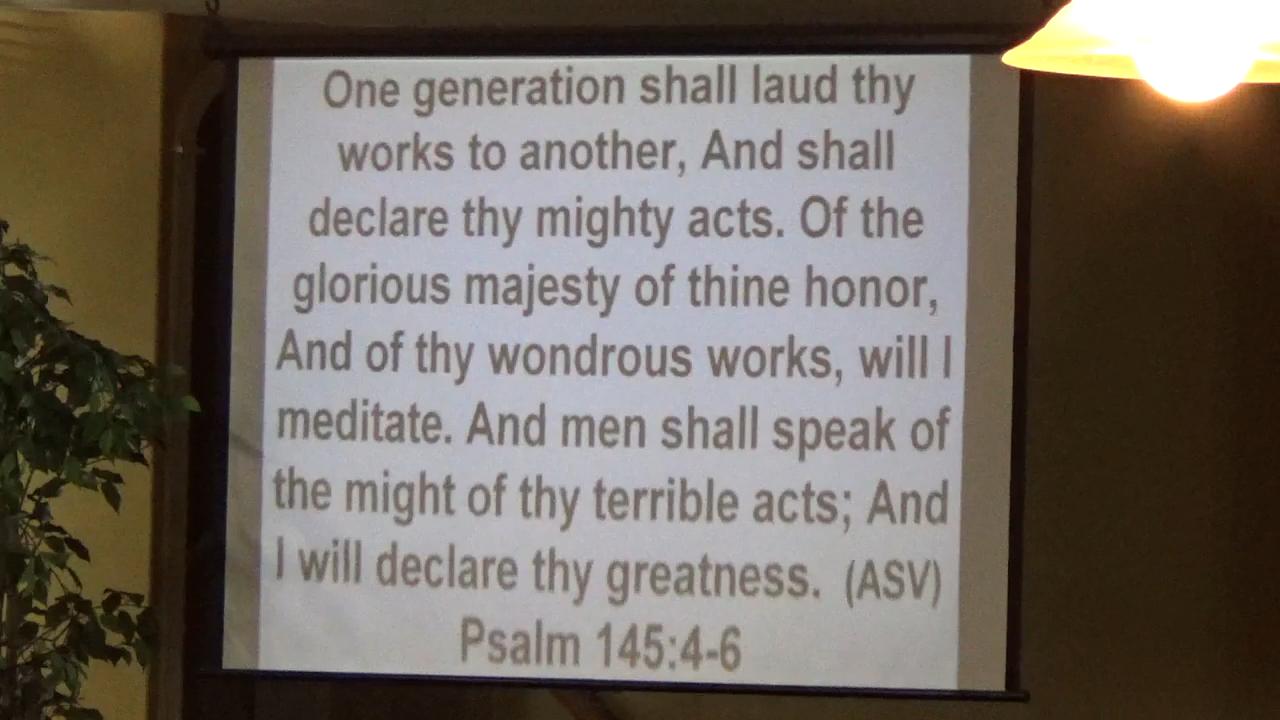 One generation shall laud thy
works to another, And shall
declare thy mighty acts. Of the
glorious majesty of thine honor,
And of thy wondrous works, will I
meditate. And men shall speak of
the might of thy terrible acts; And
I will declare thy greatness. (ASV)
Psalm 145:4-6